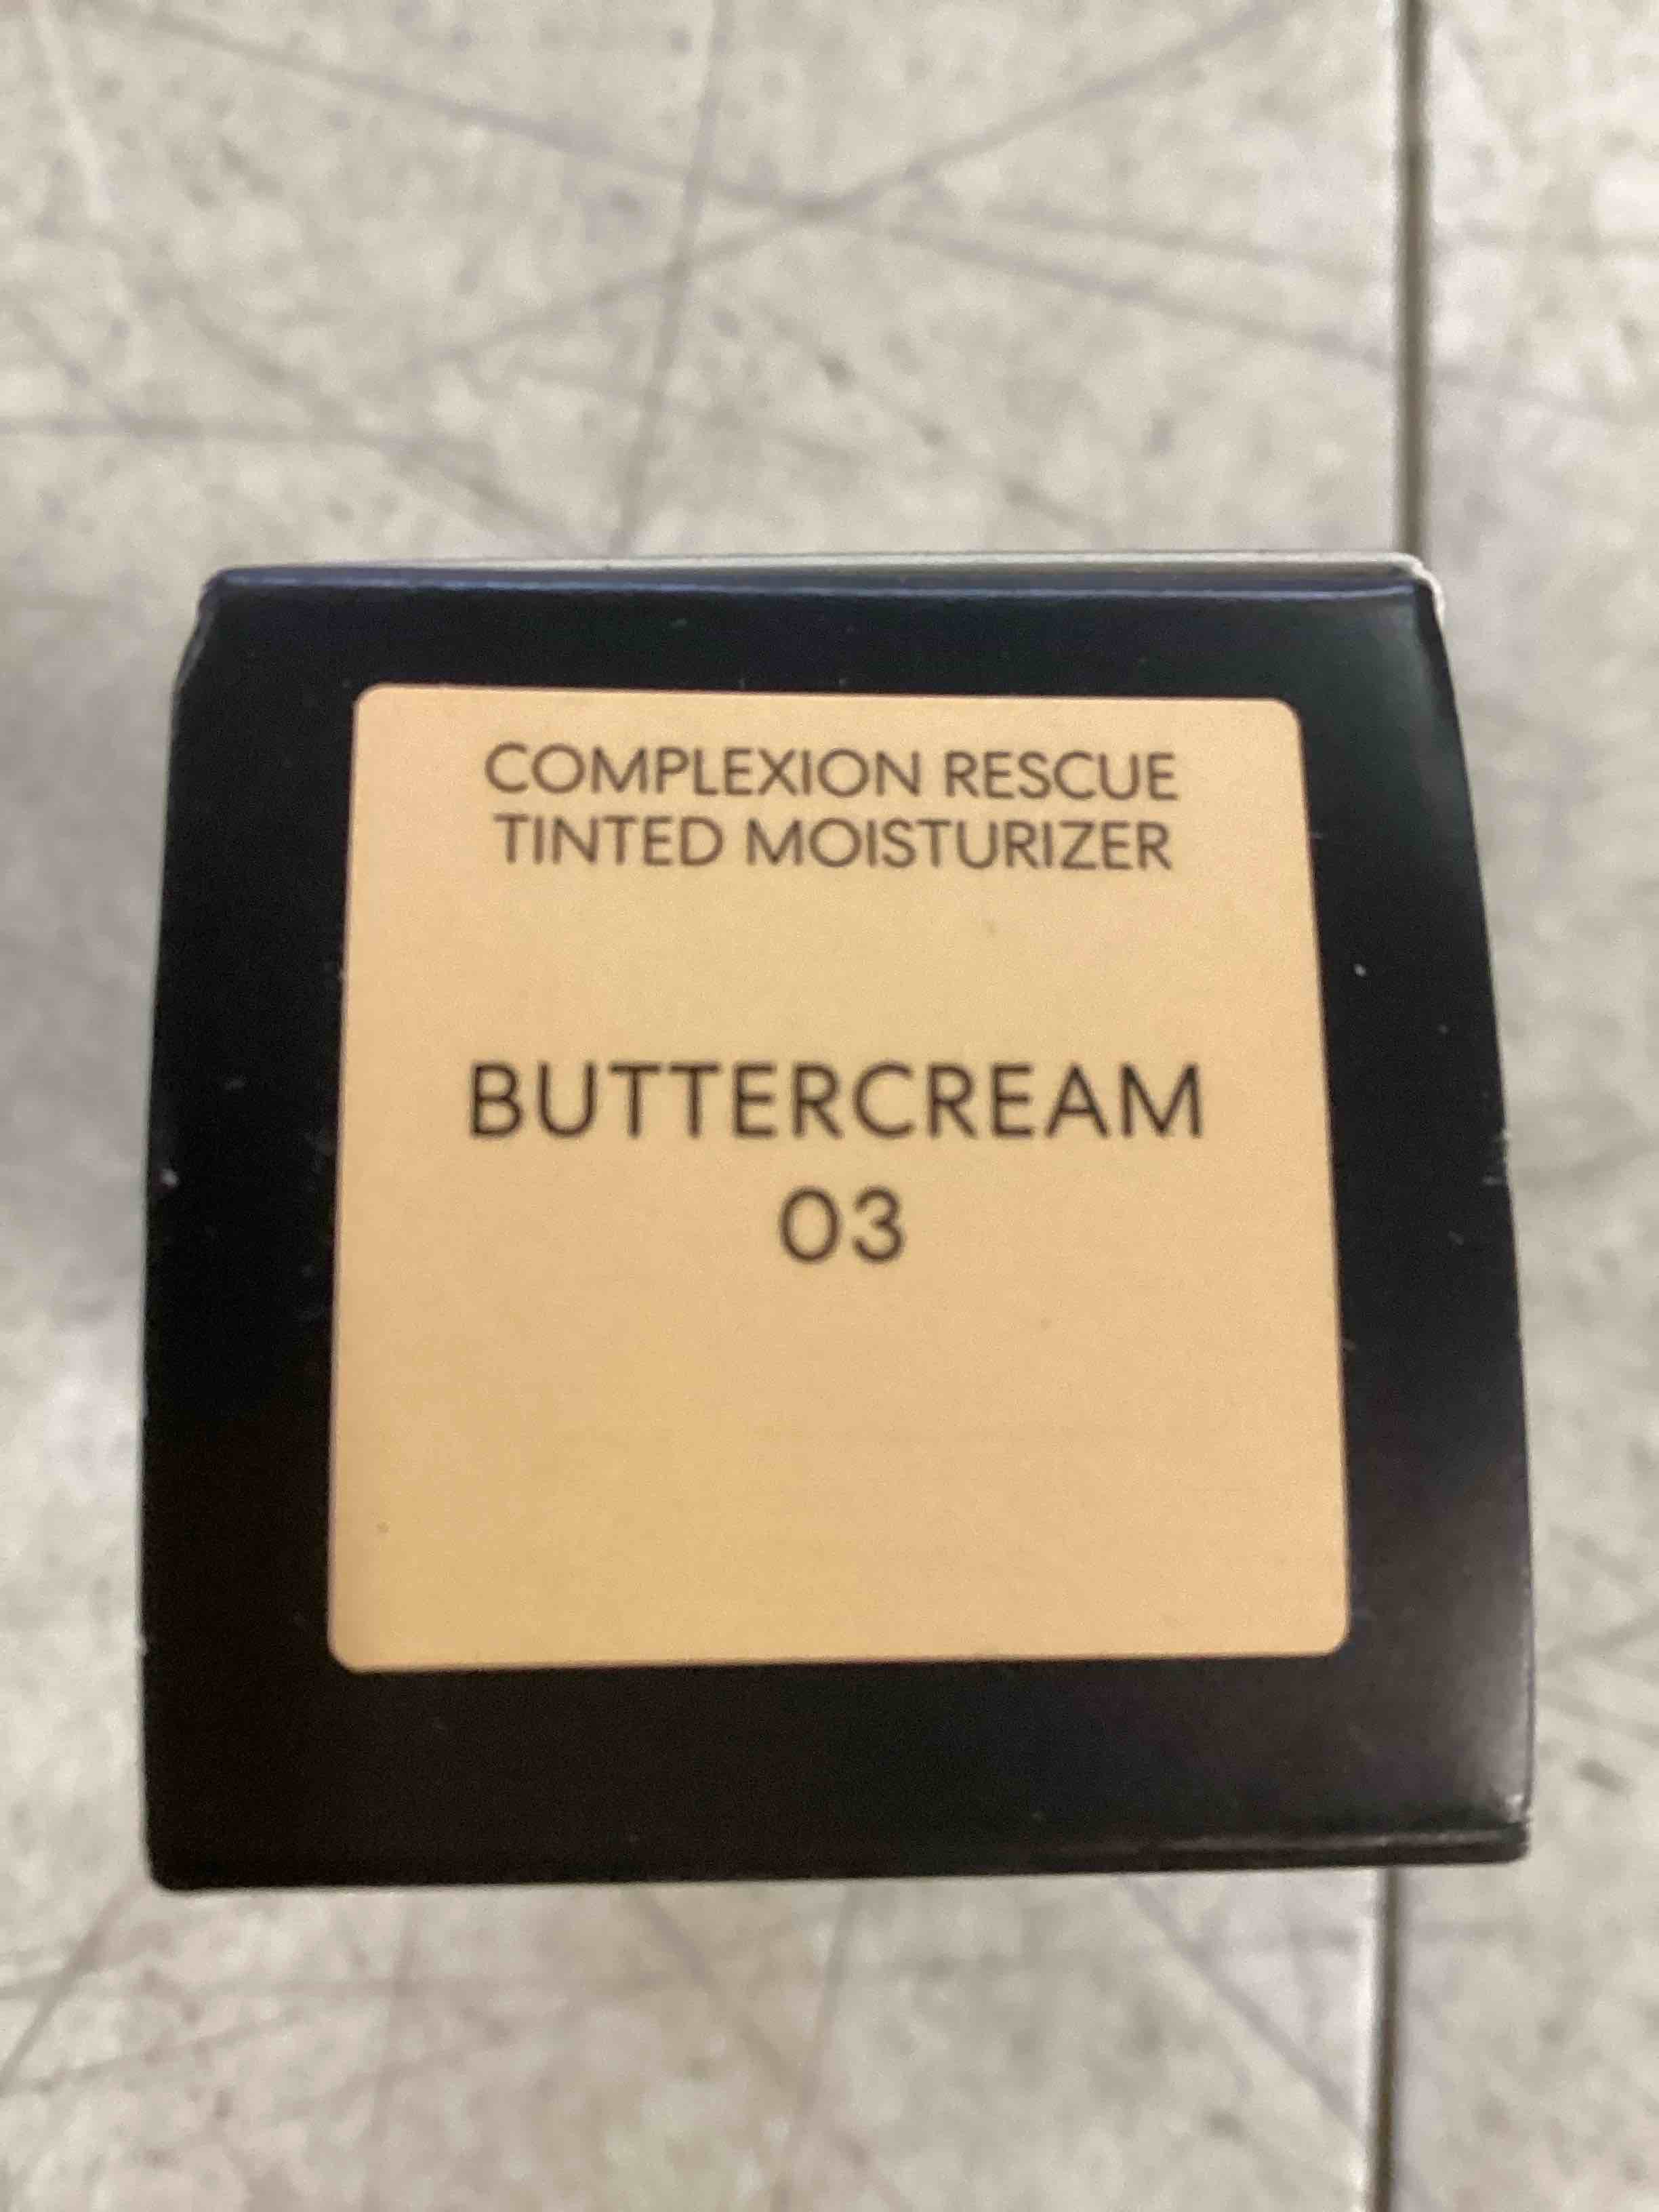 COMPLEXION RESCUE
TINTED MOISTURIZER
BUTTERCREAM
03